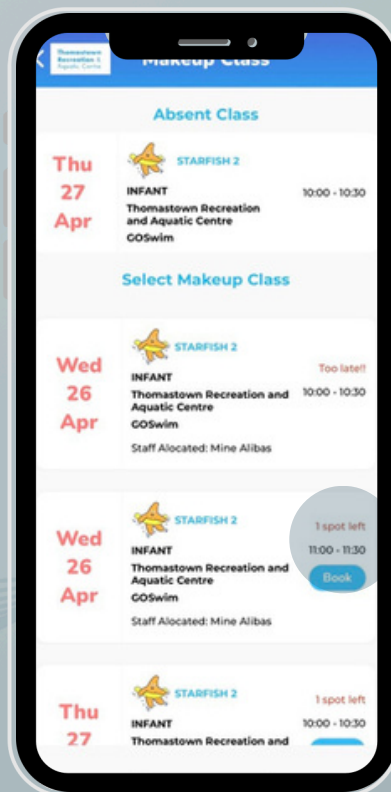 Thomastown
Recreation &
Aquatic Centre
Makeup Class
Absent Class
Thu
27
Apr
STARFISH 2
INFANT
Thomastown Recreation
and Aquatic Centre
GOSwim
10:00 - 10:30
Select Makeup Class
Wed
26
Apr
STARFISH 2
INFANT
Thomastown Recreation and
Aquatic Centre
GOSwim
Staff Alocated: Mine Alibas
Too late!!
10:00 - 10:30
Wed
26
Apr
STARFISH 2
INFANT
Thomastown Recreation and
Aquatic Centre
GOSwim
Staff Alocated: Mine Alibas
1 spot left
11:00 - 11:30
Book
Thu
27
STARFISH 2
INFANT
Thomastown Recreation and
1 spot left
10:00 - 10:30